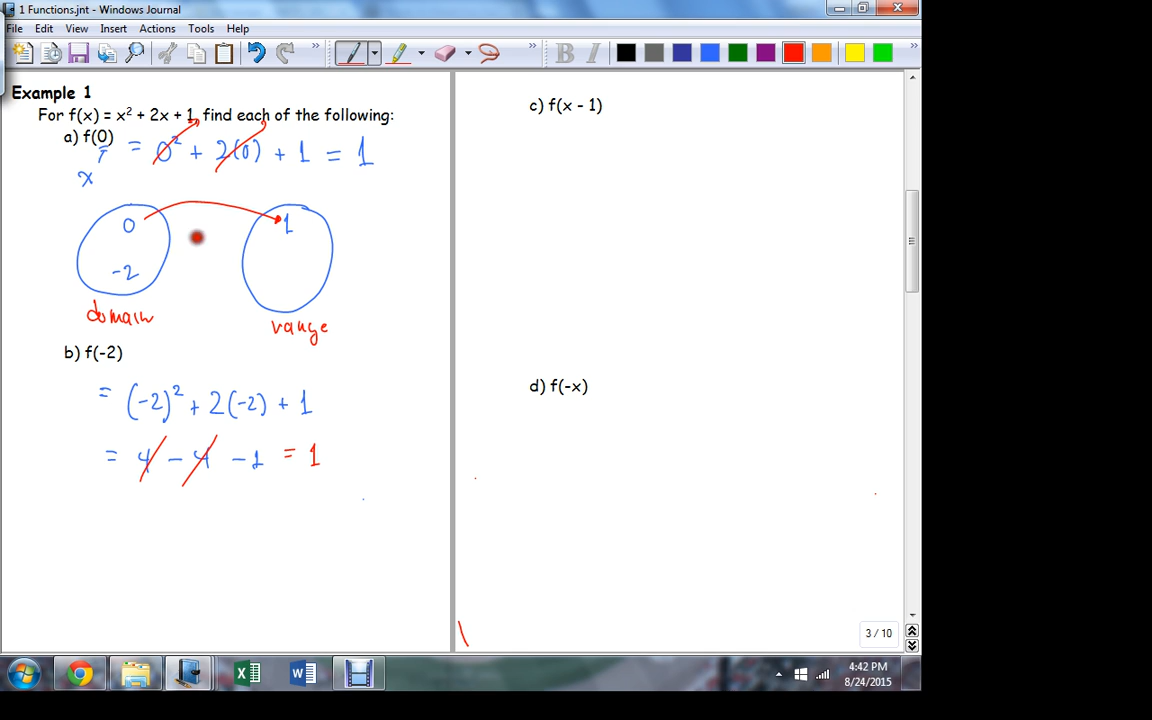 1 Functions.jnt - Windows Journal
File Edit View Insert Actions Tools Help
B I
Example 1
For f(x) = x² + 2x + 1, find each of the following:
a) f(0) = 0² + 2(0) + 1 = 1
x
0 1
-2
domain range
b) f(-2)
= (-2)² + 2(-2) + 1
= 4 - 4 - 1 = 1
c) f(x - 1)
d) f(-x)
3 / 10
4:42 PM
8/24/2015